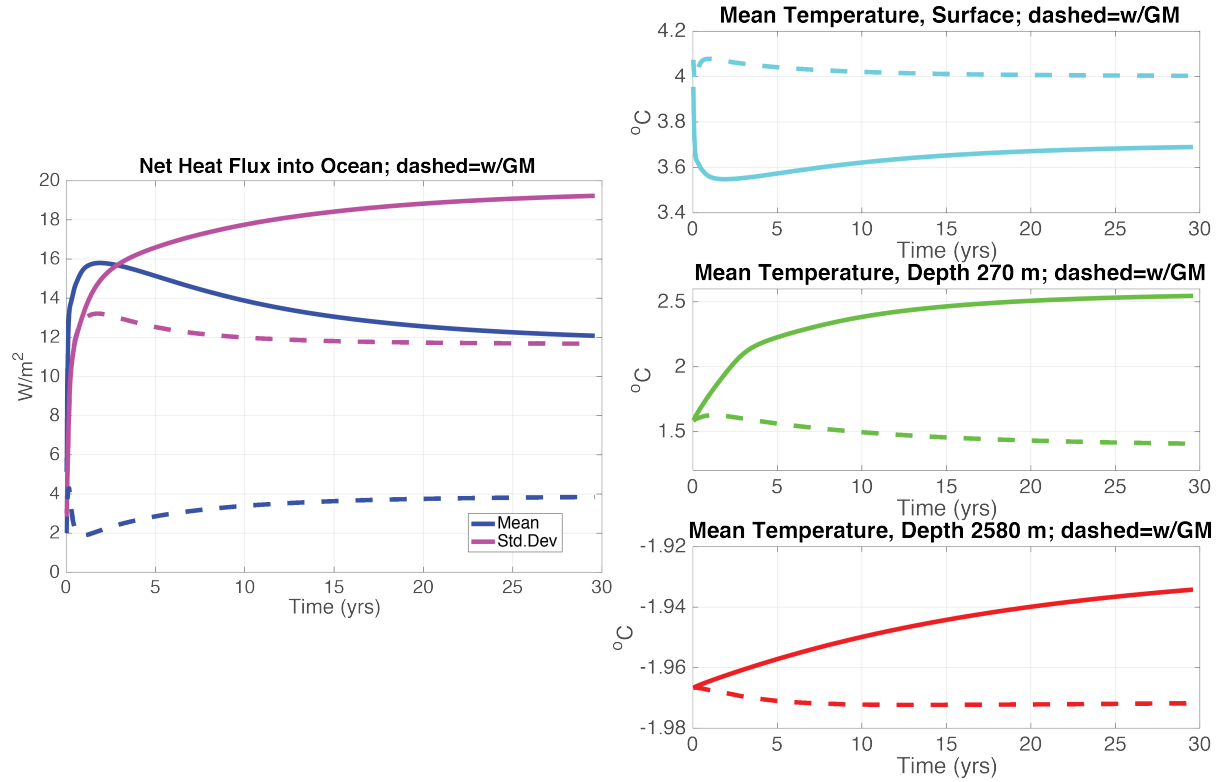 Net Heat Flux into Ocean; dashed=w/GM
20
18
16
14
12
10
8
6
4
2
0
W/m²
0 5 10 15 20 25 30
Time (yrs)
Mean
Std.Dev
Mean Temperature, Surface; dashed=w/GM
4.2
4
3.8
3.6
3.4
°C
0 5 10 15 20 25 30
Time (yrs)
Mean Temperature, Depth 270 m; dashed=w/GM
2.5
2
1.5
°C
0 5 10 15 20 25 30
Time (yrs)
Mean Temperature, Depth 2580 m; dashed=w/GM
-1.92
-1.94
-1.96
-1.98
°C
0 5 10 15 20 25 30
Time (yrs)